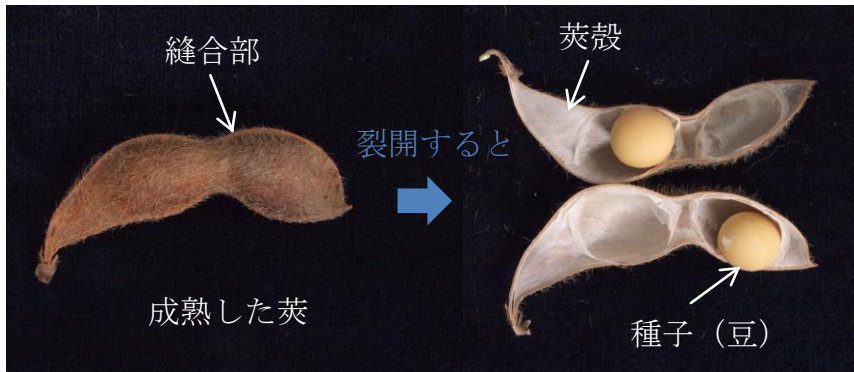 縫合部
成熟した莢
裂開すると
莢殻
種子（豆）